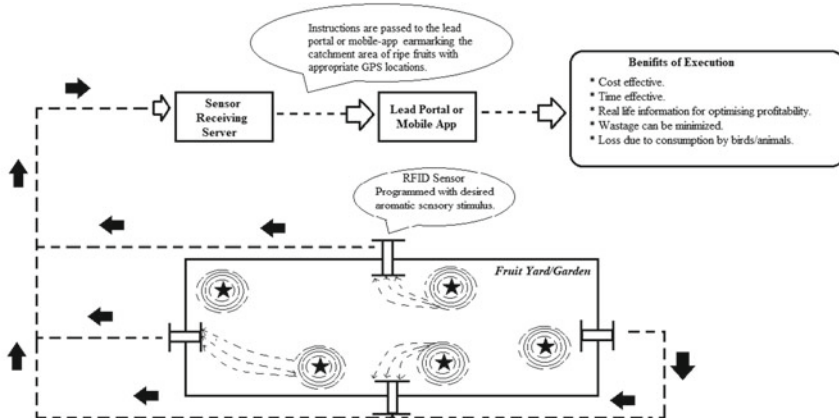 Instructions are passed to the lead
portal or mobile-app earmarking the
catchment area of ripe fruits with
appropriate GPS locations.
Sensor
Receiving
Server
Lead Portal or
Mobile App
Benefits of Execution
* Cost effective.
* Time effective.
* Real life information for optimising profitability.
* Wastage can be minimized.
* Loss due to consumption by birds/animals.
RFID Sensor
Programmed with desired
aromatic sensory stimulus.
Fruit Yard/Garden